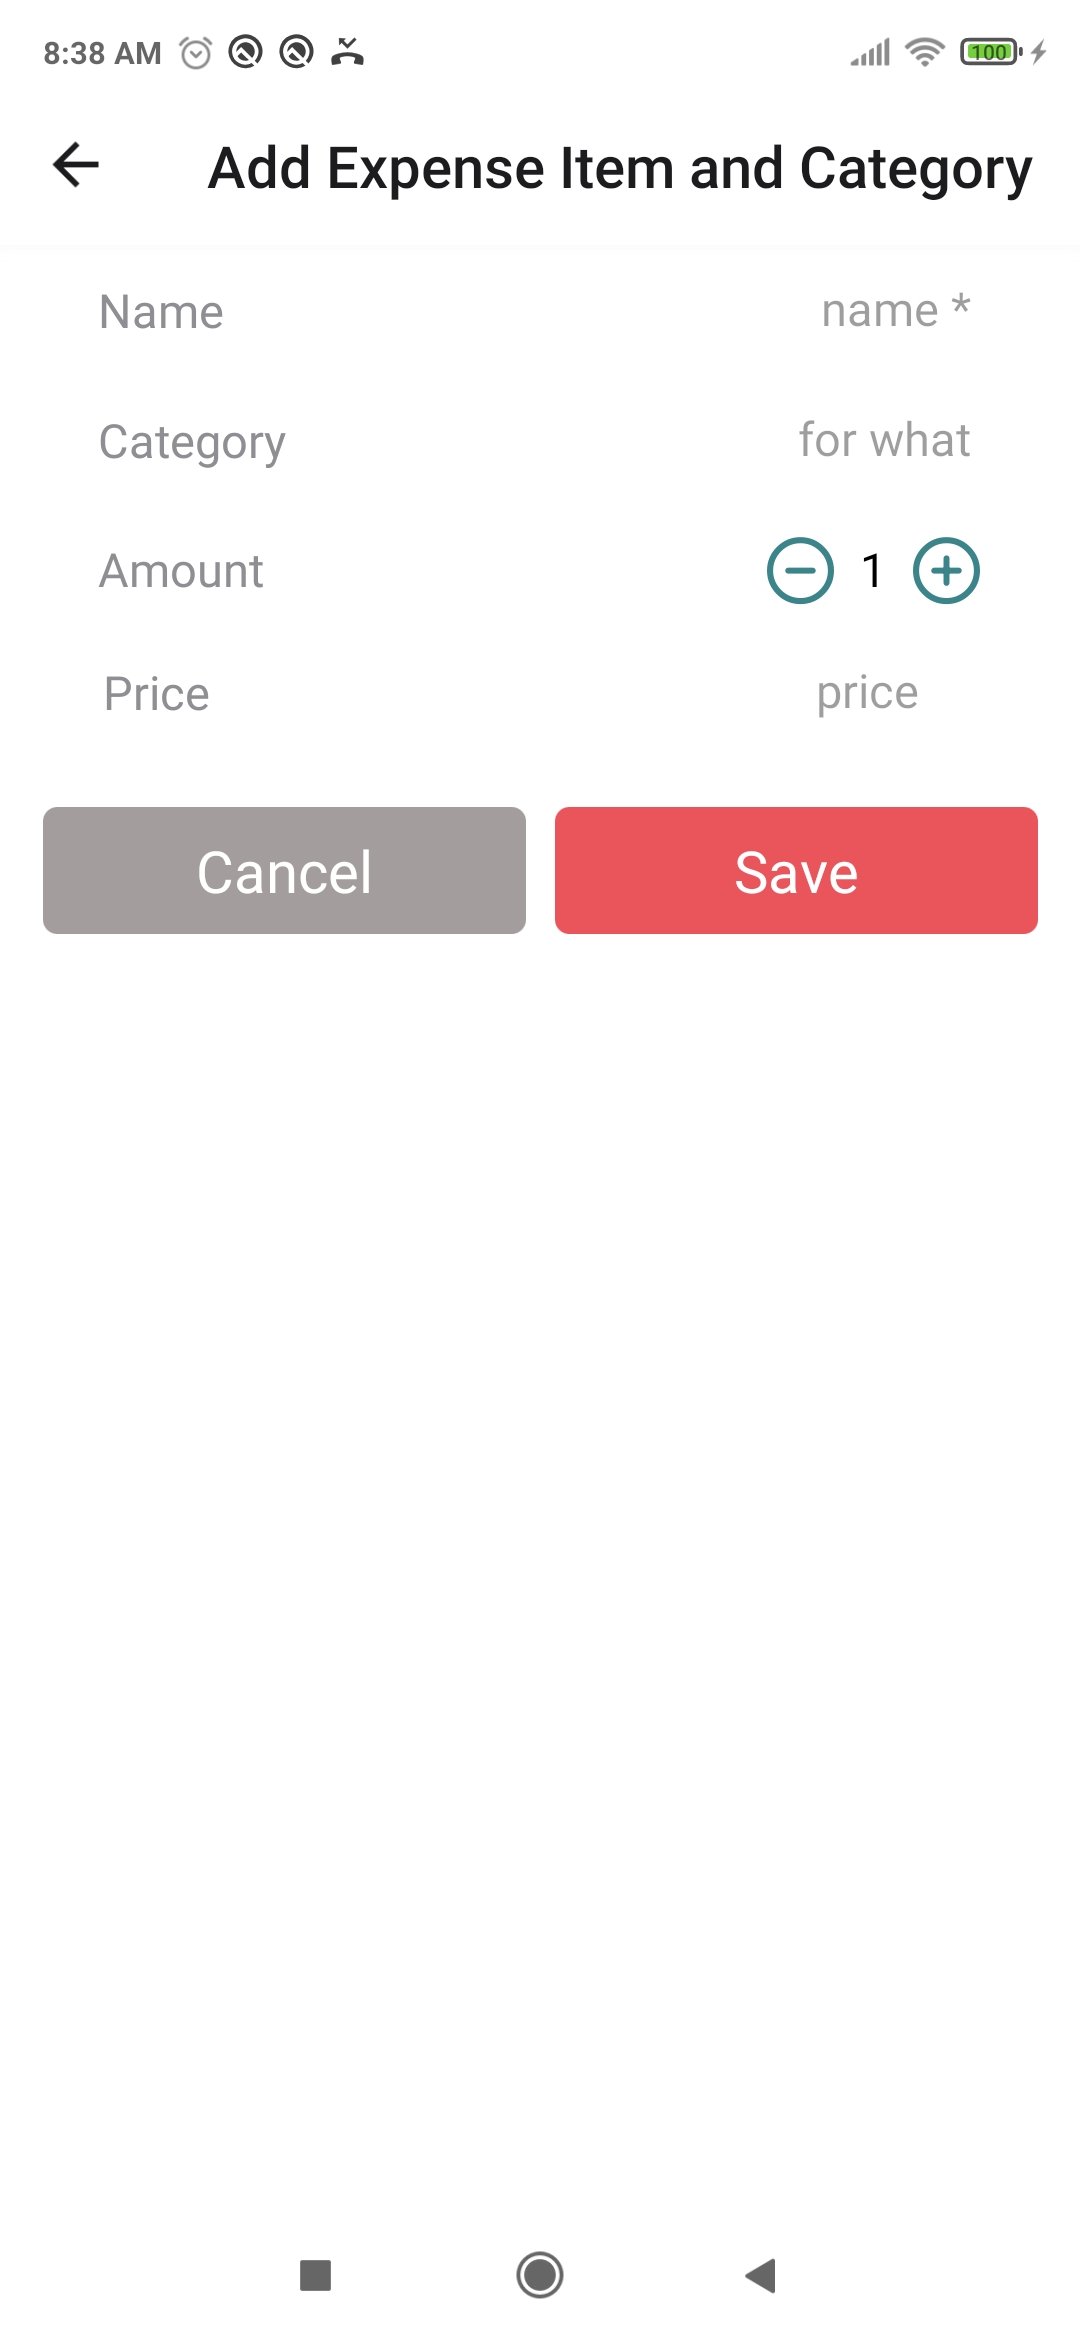 8:38 AM 100
Add Expense Item and Category
Name name *
Category for what
Amount 1
Price price
Cancel Save